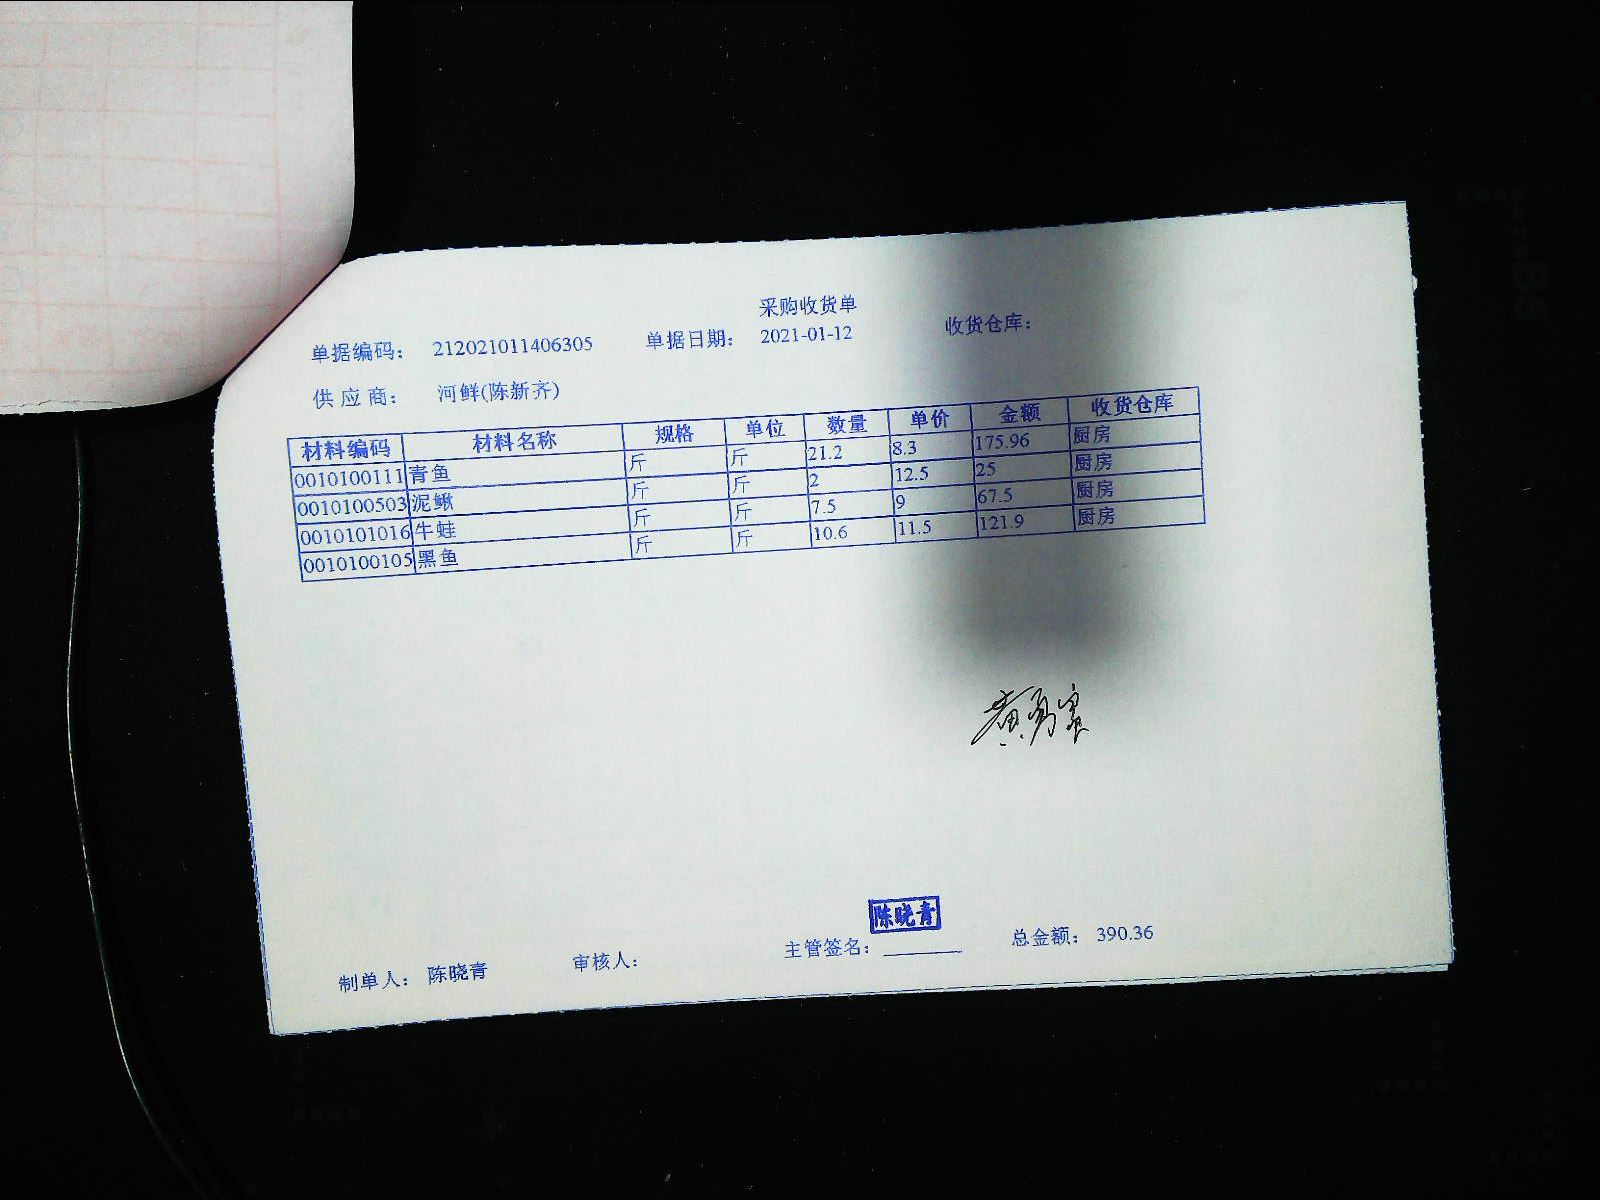 采购收货单
单据编码： 212021011406305 单据日期： 2021-01-12 收货仓库：
供应商： 河鲜(陈新齐)
材料编码 材料名称 规格 单位 数量 单价 金额 收货仓库
0010100111 青鱼 斤 斤 21.2 8.3 175.96 厨房
0010100503 泥鳅 斤 斤 2 12.5 25 厨房
0010101016 牛蛙 斤 斤 7.5 9 67.5 厨房
0010100105 黑鱼 斤 斤 10.6 11.5 121.9 厨房
陈晓青
制单人： 陈晓青 审核人： 主管签名： 总金额： 390.36